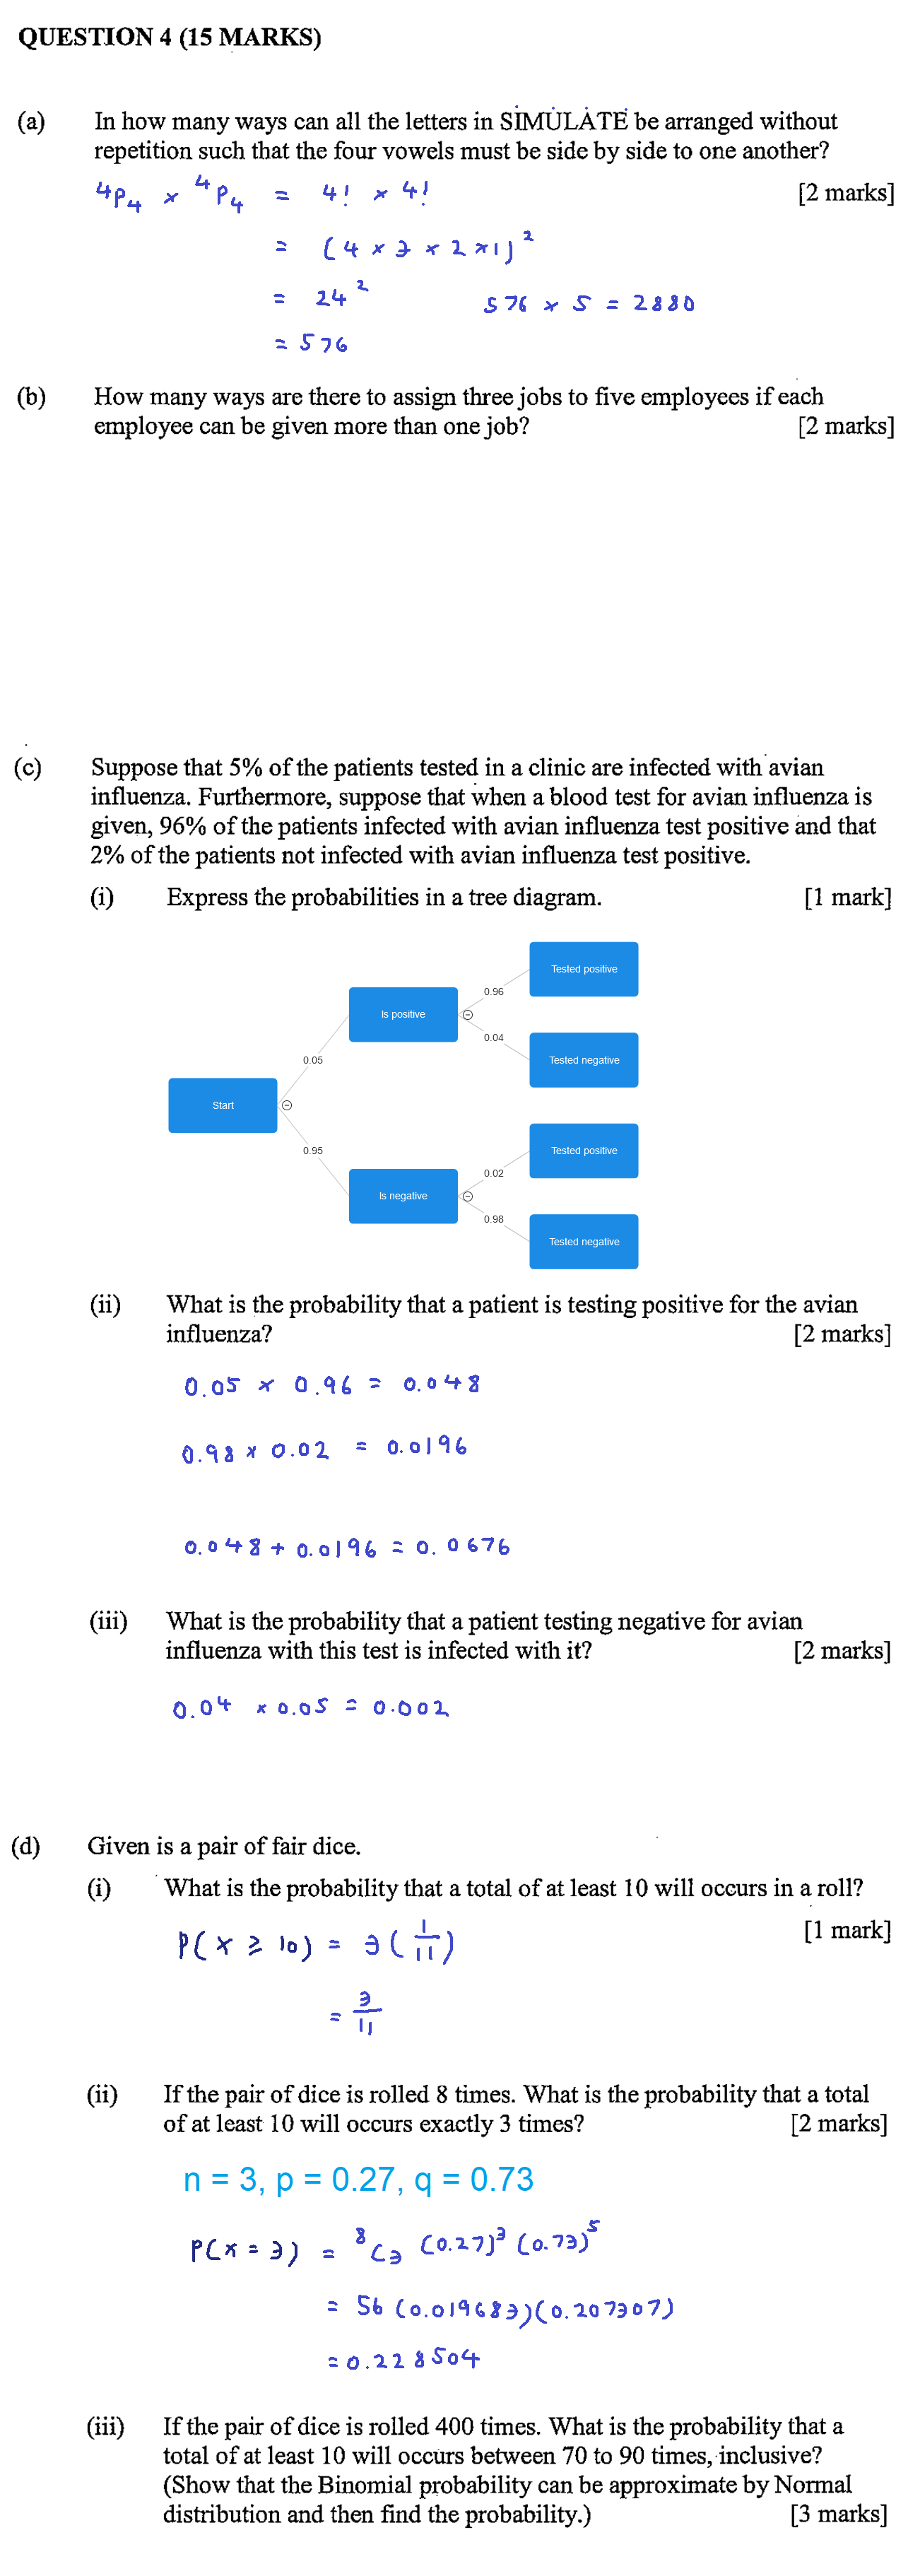 QUESTION 4 (15 MARKS)
(a) In how many ways can all the letters in SIMULATE be arranged without
repetition such that the four vowels must be side by side to one another?
[2 marks]
⁴P₄ × ⁴P₄ = 4! × 4!
= (4 × 3 × 2 × 1)²
= 24²
576 × 5 = 2880
= 576
(b) How many ways are there to assign three jobs to five employees if each
employee can be given more than one job? [2 marks]
(c) Suppose that 5% of the patients tested in a clinic are infected with avian
influenza. Furthermore, suppose that when a blood test for avian influenza is
given, 96% of the patients infected with avian influenza test positive and that
2% of the patients not infected with avian influenza test positive.
(i) Express the probabilities in a tree diagram. [1 mark]
Tested positive
0.96
Is positive
0.04
Tested negative
0.05
Start
0.95
Tested positive
0.02
Is negative
0.98
Tested negative
(ii) What is the probability that a patient is testing positive for the avian
influenza? [2 marks]
0.05 × 0.96 = 0.048
0.98 × 0.02 = 0.0196
0.048 + 0.0196 = 0.0676
(iii) What is the probability that a patient testing negative for avian
influenza with this test is infected with it? [2 marks]
0.04 × 0.05 = 0.002
(d) Given is a pair of fair dice.
(i) What is the probability that a total of at least 10 will occurs in a roll?
[1 mark]
P(x ≥ 10) = 3(1/11)
= 3/11
(ii) If the pair of dice is rolled 8 times. What is the probability that a total
of at least 10 will occurs exactly 3 times? [2 marks]
n = 3, p = 0.27, q = 0.73
P(x = 3) = ⁸C₃ (0.27)³ (0.73)⁵
= 56 (0.019683)(0.207307)
= 0.228504
(iii) If the pair of dice is rolled 400 times. What is the probability that a
total of at least 10 will occurs between 70 to 90 times, inclusive?
(Show that the Binomial probability can be approximate by Normal
distribution and then find the probability.) [3 marks]